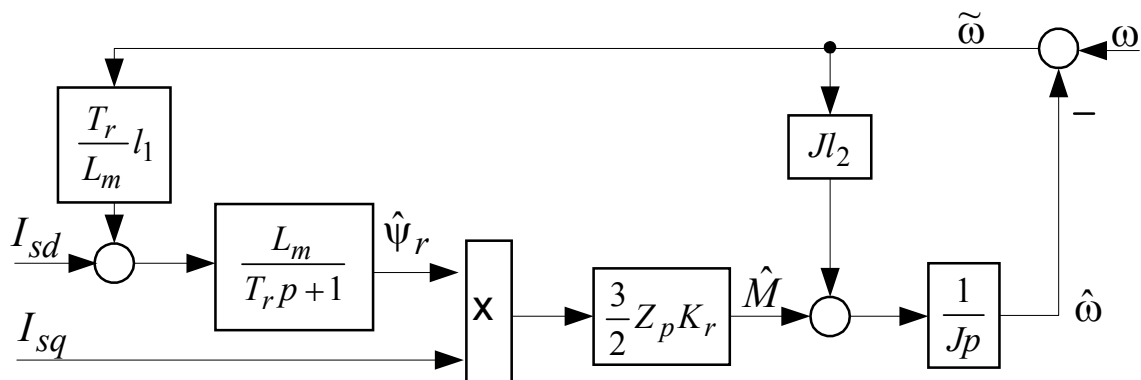 ω̃
ω
T_r
L_m
l_1
Jl_2
−
I_sd
L_m
T_r p + 1
ψ̂_r
I_sq
x
3
2
Z_p K_r
M̂
1
Jp
ω̂